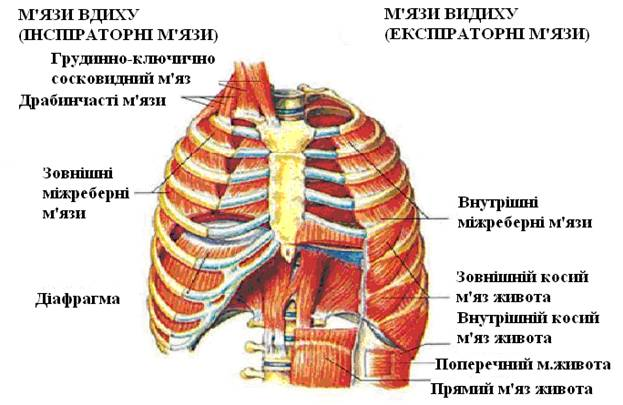 М'ЯЗИ ВДИХУ
(ІНСПІРАТОРНІ М'ЯЗИ)
Грудинно-ключично
сосковидний м'яз
Драбинчасті м'язи
Зовнішні
міжреберні
м'язи
Діафрагма
М'ЯЗИ ВИДИХУ
(ЕКСПІРАТОРНІ М'ЯЗИ)
Внутрішні
міжреберні м'язи
Зовнішній косий
м'яз живота
Внутрішній косий
м'яз живота
Поперечний м.живота
Прямий м'яз живота